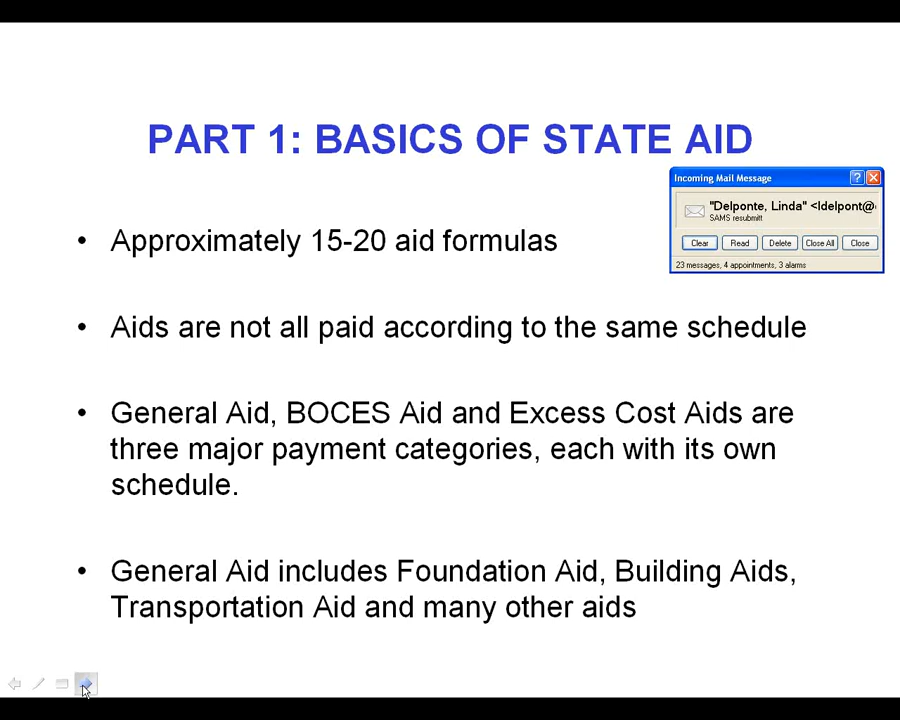 PART 1: BASICS OF STATE AID
Incoming Mail Message
"Delponte, Linda" <ldelpont@
SAMS resubmitt
Clear Read Delete Close All Close
23 messages, 4 appointments, 3 alarms
• Approximately 15-20 aid formulas
• Aids are not all paid according to the same schedule
• General Aid, BOCES Aid and Excess Cost Aids are
three major payment categories, each with its own
schedule.
• General Aid includes Foundation Aid, Building Aids,
Transportation Aid and many other aids